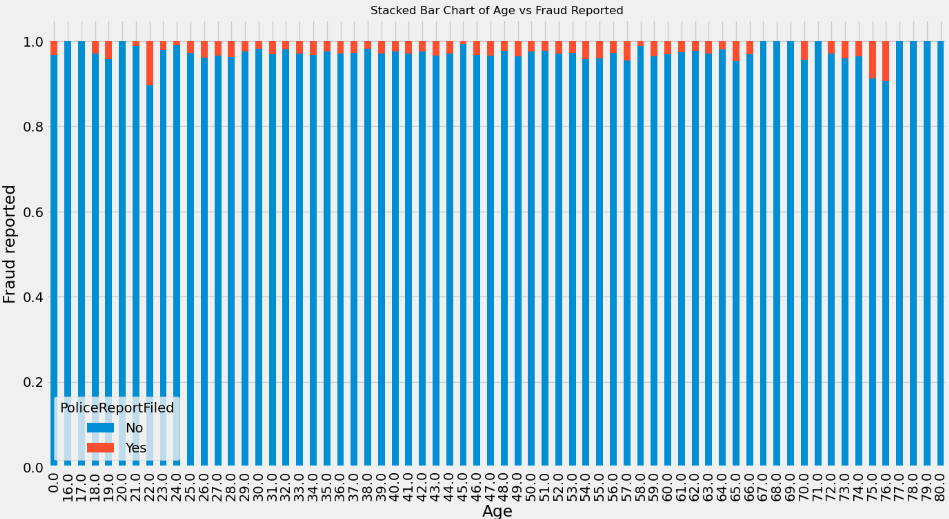 Stacked Bar Chart of Age vs Fraud Reported
1.0
0.8
0.6
0.4
0.2
0.0
Fraud reported
PoliceReportFiled
No
Yes
0.0 16.0 17.0 18.0 19.0 20.0 21.0 22.0 23.0 24.0 25.0 26.0 27.0 28.0 29.0 30.0 31.0 32.0 33.0 34.0 35.0 36.0 37.0 38.0 39.0 40.0 41.0 42.0 43.0 44.0 45.0 46.0 47.0 48.0 49.0 50.0 51.0 52.0 53.0 54.0 55.0 56.0 57.0 58.0 59.0 60.0 61.0 62.0 63.0 64.0 65.0 66.0 67.0 68.0 69.0 70.0 71.0 72.0 73.0 74.0 75.0 76.0 77.0 78.0 79.0 80.0
Age